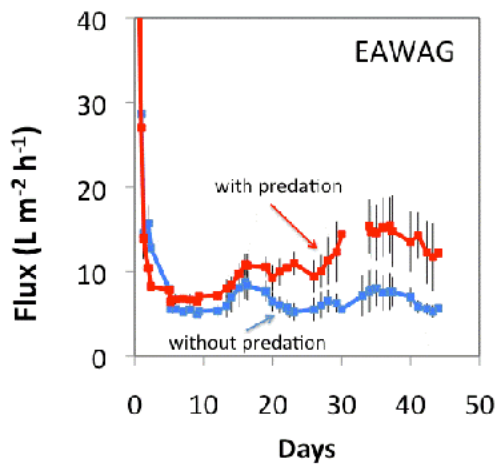 40
EAWAG
30
Flux (L m-2 h-1)
20
with predation
10
without predation
0
0 10 20 30 40 50
Days